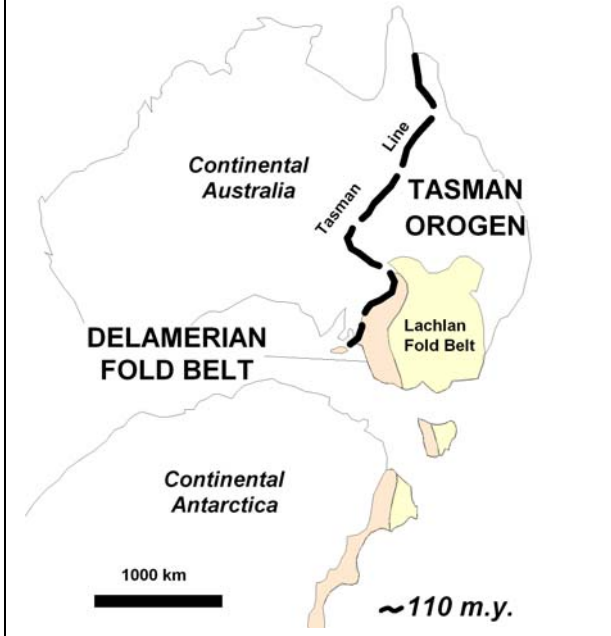 Continental
Australia
Tasman
Line
TASMAN
OROGEN
DELAMERIAN
FOLD BELT
Lachlan
Fold Belt
Continental
Antarctica
1000 km
~110 m.y.